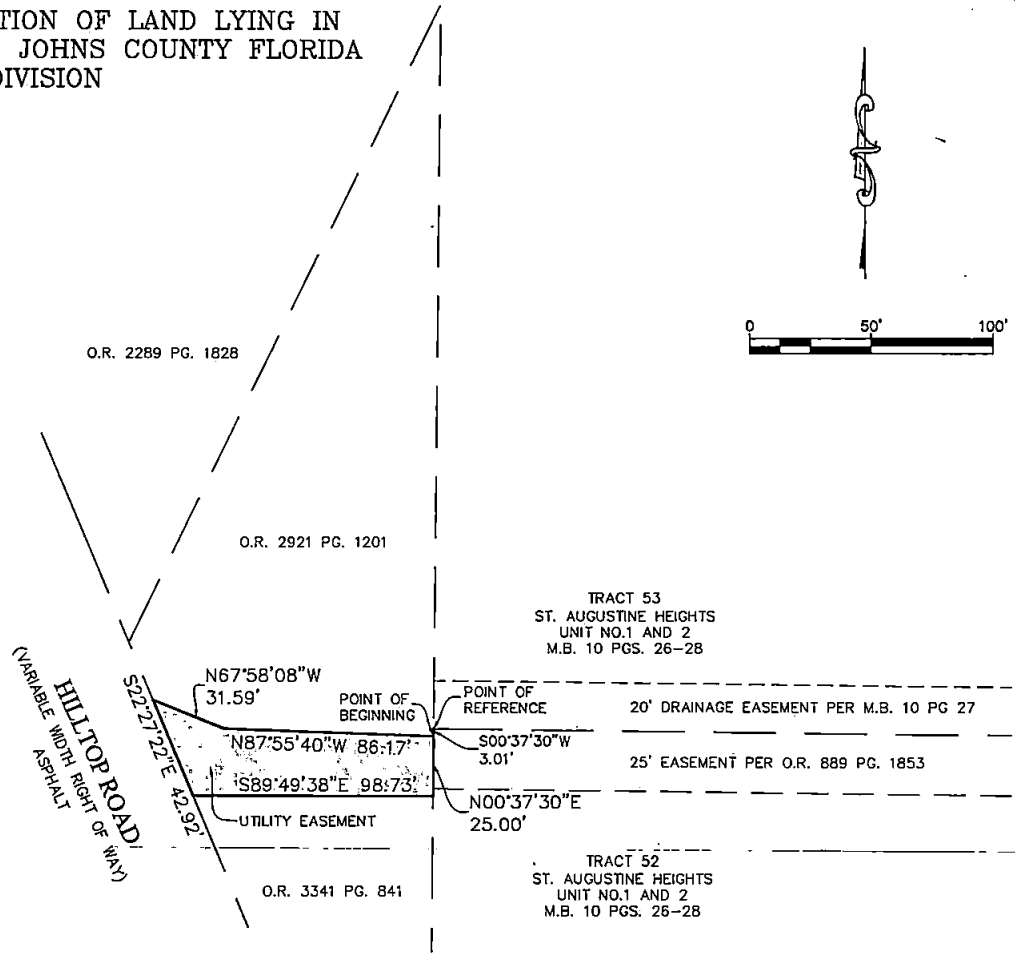 TION OF LAND LYING IN
JOHNS COUNTY FLORIDA
DIVISION
0 50' 100'
O.R. 2289 PG. 1828
O.R. 2921 PG. 1201
TRACT 53
ST. AUGUSTINE HEIGHTS
UNIT NO.1 AND 2
M.B. 10 PGS. 26-28
N67°58'08"W
31.59'
POINT OF
BEGINNING
POINT OF
REFERENCE
20' DRAINAGE EASEMENT PER M.B. 10 PG 27
S00°37'30"W
3.01'
N87°55'40"W 86.17'
25' EASEMENT PER O.R. 889 PG. 1853
S89°49'38"E 98.73'
N00°37'30"E
25.00'
UTILITY EASEMENT
S22°27'22"E 42.92'
HILLTOP ROAD
(VARIABLE WIDTH RIGHT OF WAY)
ASPHALT
O.R. 3341 PG. 841
TRACT 52
ST. AUGUSTINE HEIGHTS
UNIT NO.1 AND 2
M.B. 10 PGS. 26-28